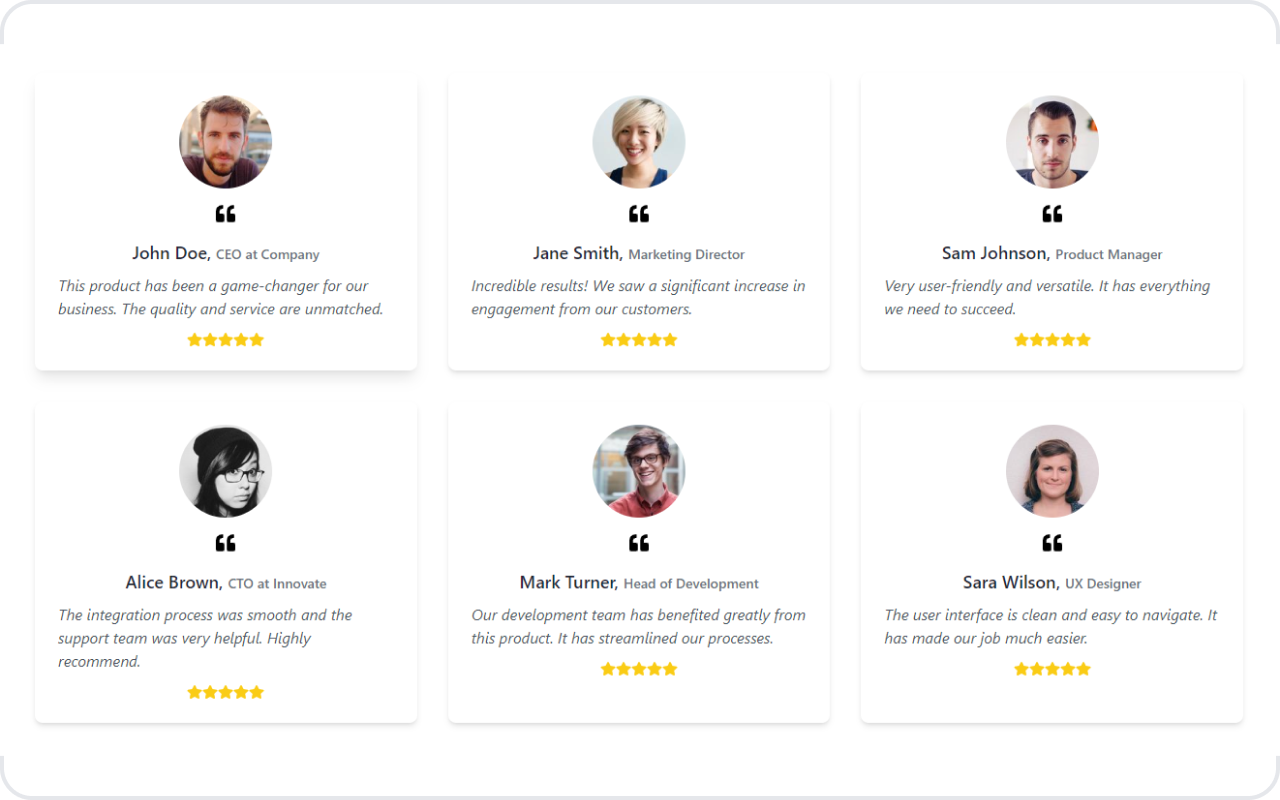 John Doe, CEO at Company
This product has been a game-changer for our
business. The quality and service are unmatched.
Jane Smith, Marketing Director
Incredible results! We saw a significant increase in
engagement from our customers.
Sam Johnson, Product Manager
Very user-friendly and versatile. It has everything
we need to succeed.
Alice Brown, CTO at Innovate
The integration process was smooth and the
support team was very helpful. Highly
recommend.
Mark Turner, Head of Development
Our development team has benefited greatly from
this product. It has streamlined our processes.
Sara Wilson, UX Designer
The user interface is clean and easy to navigate. It
has made our job much easier.